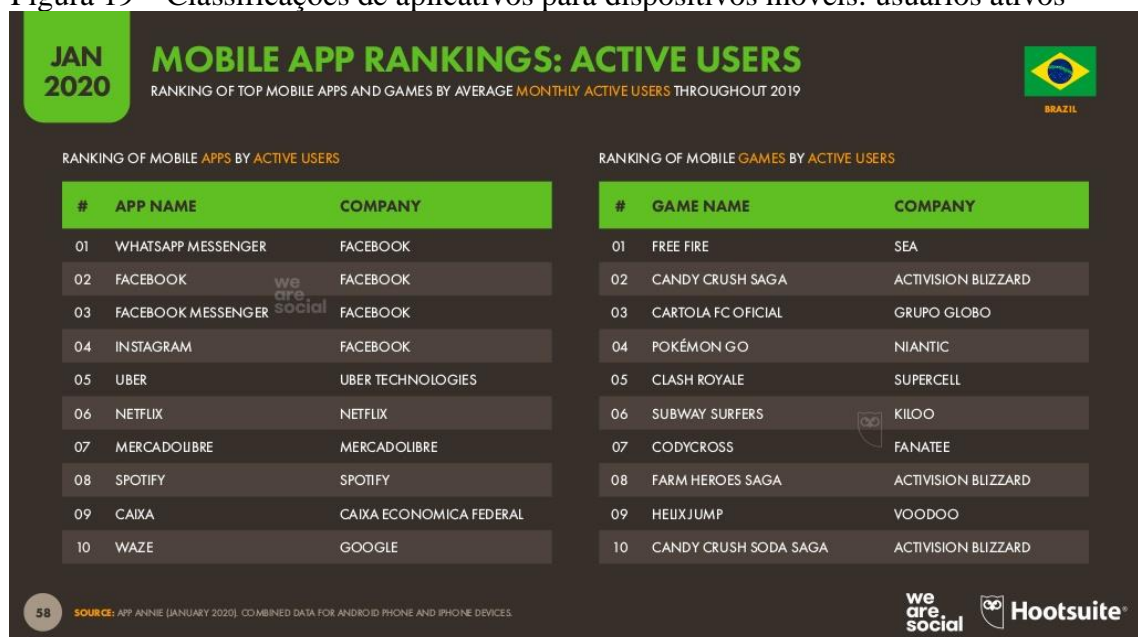 Figura 19 – Classificações de aplicativos para dispositivos móveis: usuários ativos
JAN
2020
MOBILE APP RANKINGS: ACTIVE USERS
RANKING OF TOP MOBILE APPS AND GAMES BY AVERAGE MONTHLY ACTIVE USERS THROUGHOUT 2019
BRAZIL
RANKING OF MOBILE APPS BY ACTIVE USERS
# APP NAME COMPANY
01 WHATSAPP MESSENGER FACEBOOK
02 FACEBOOK FACEBOOK
03 FACEBOOK MESSENGER FACEBOOK
04 INSTAGRAM FACEBOOK
05 UBER UBER TECHNOLOGIES
06 NETFLIX NETFLIX
07 MERCADOLIBRE MERCADOLIBRE
08 SPOTIFY SPOTIFY
09 CAIXA CAIXA ECONOMICA FEDERAL
10 WAZE GOOGLE
we
are.
social
RANKING OF MOBILE GAMES BY ACTIVE USERS
# GAME NAME COMPANY
01 FREE FIRE SEA
02 CANDY CRUSH SAGA ACTIVISION BLIZZARD
03 CARTOLA FC OFICIAL GRUPO GLOBO
04 POKÉMON GO NIANTIC
05 CLASH ROYALE SUPERCELL
06 SUBWAY SURFERS KILOO
07 CODYCROSS FANATEE
08 FARM HEROES SAGA ACTIVISION BLIZZARD
09 HELIX JUMP VOODOO
10 CANDY CRUSH SODA SAGA ACTIVISION BLIZZARD
58
SOURCE: APP ANNIE (JANUARY 2020). COMBINED DATA FOR ANDROID PHONE AND IPHONE DEVICES.
we
are.
social
Hootsuite®